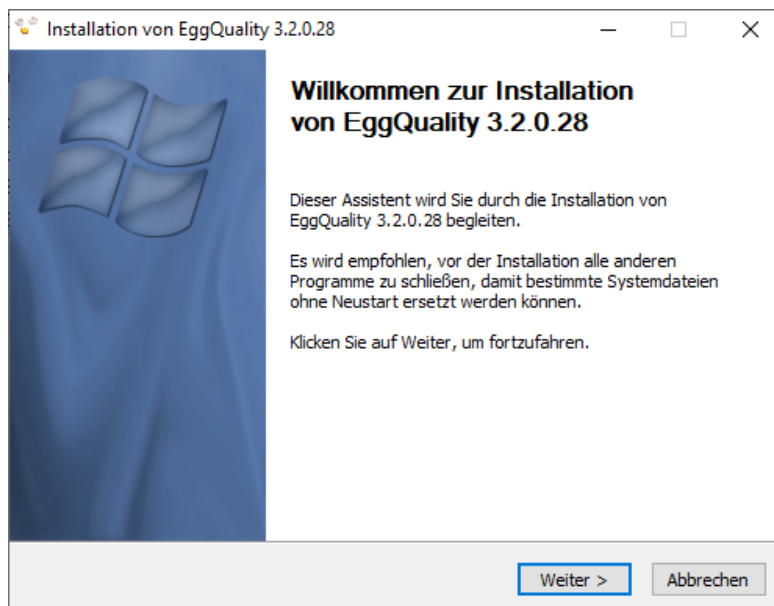 Installation von EggQuality 3.2.0.28
Willkommen zur Installation
von EggQuality 3.2.0.28
Dieser Assistent wird Sie durch die Installation von
EggQuality 3.2.0.28 begleiten.
Es wird empfohlen, vor der Installation alle anderen
Programme zu schließen, damit bestimmte Systemdateien
ohne Neustart ersetzt werden können.
Klicken Sie auf Weiter, um fortzufahren.
Weiter >
Abbrechen